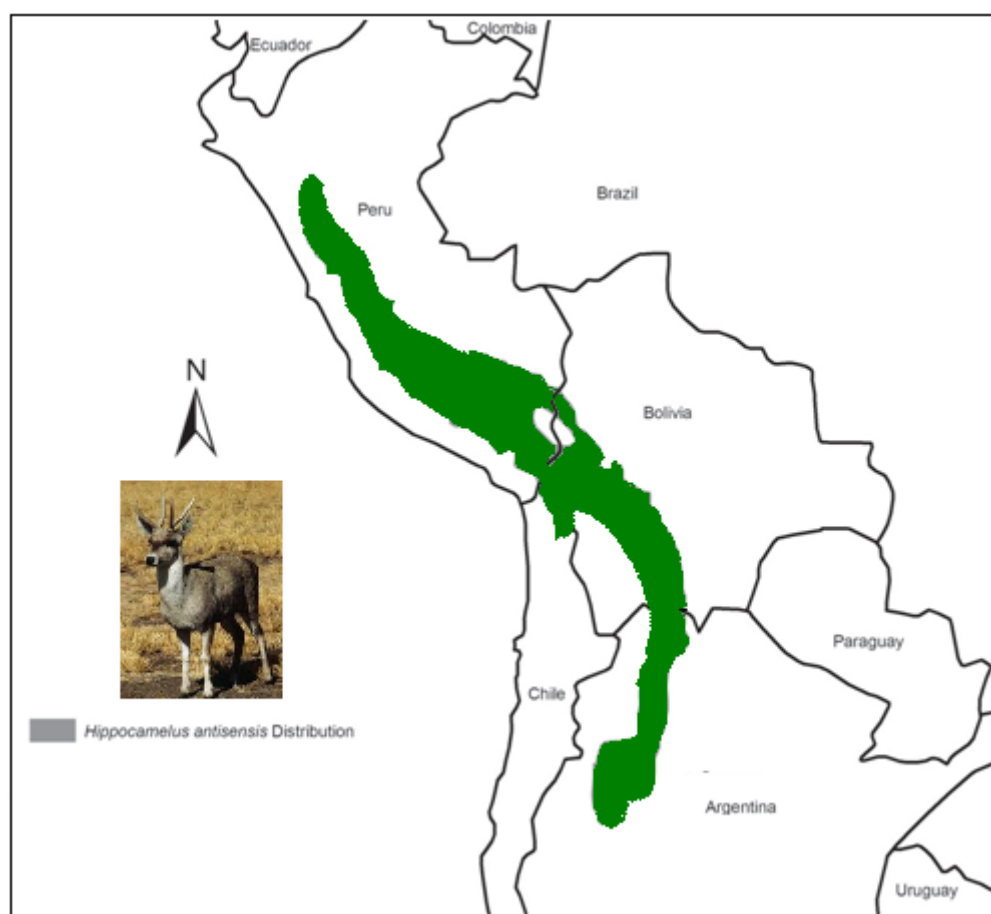 Ecuador
Colombia
Brazil
Peru
N
Bolivia
Paraguay
Chile
Hippocamelus antisensis Distribution
Argentina
Uruguay